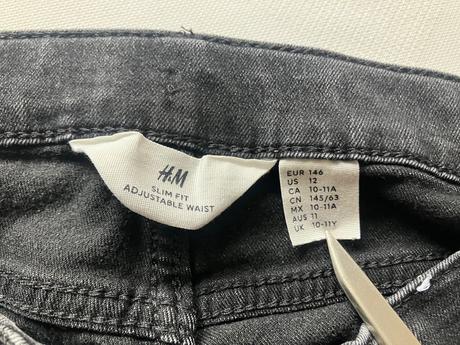 H&M
SLIM FIT
ADJUSTABLE WAIST
EUR 146
US 12
CA 10-11A
CN 145/63
MX 10-11A
AUS 11
UK 10-11Y